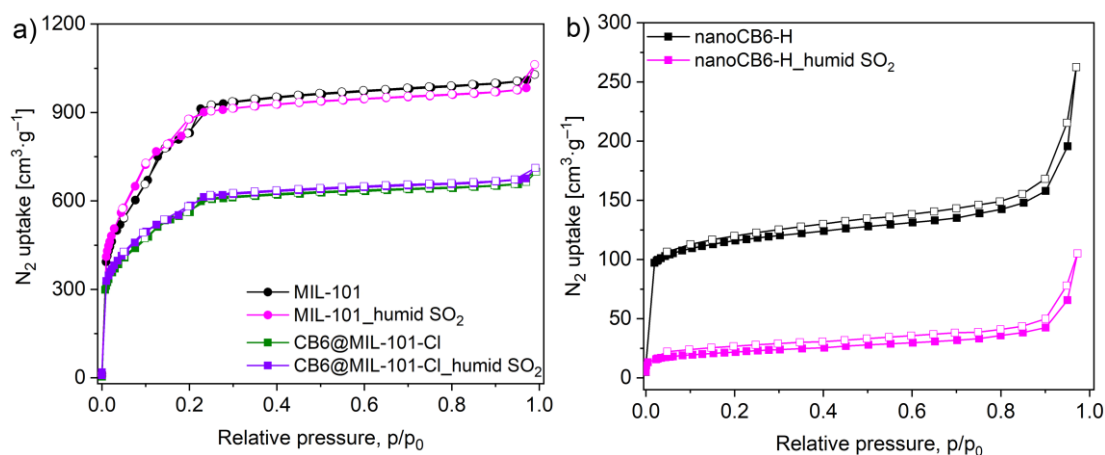 a)
N₂ uptake [cm³·g⁻¹]
1200
900
600
300
0
MIL-101
MIL-101_humid SO₂
CB6@MIL-101-Cl
CB6@MIL-101-Cl_humid SO₂
0.0 0.2 0.4 0.6 0.8 1.0
Relative pressure, p/p₀
b)
N₂ uptake [cm³·g⁻¹]
300
250
200
150
100
50
0
nanoCB6-H
nanoCB6-H_humid SO₂
0.0 0.2 0.4 0.6 0.8 1.0
Relative pressure, p/p₀